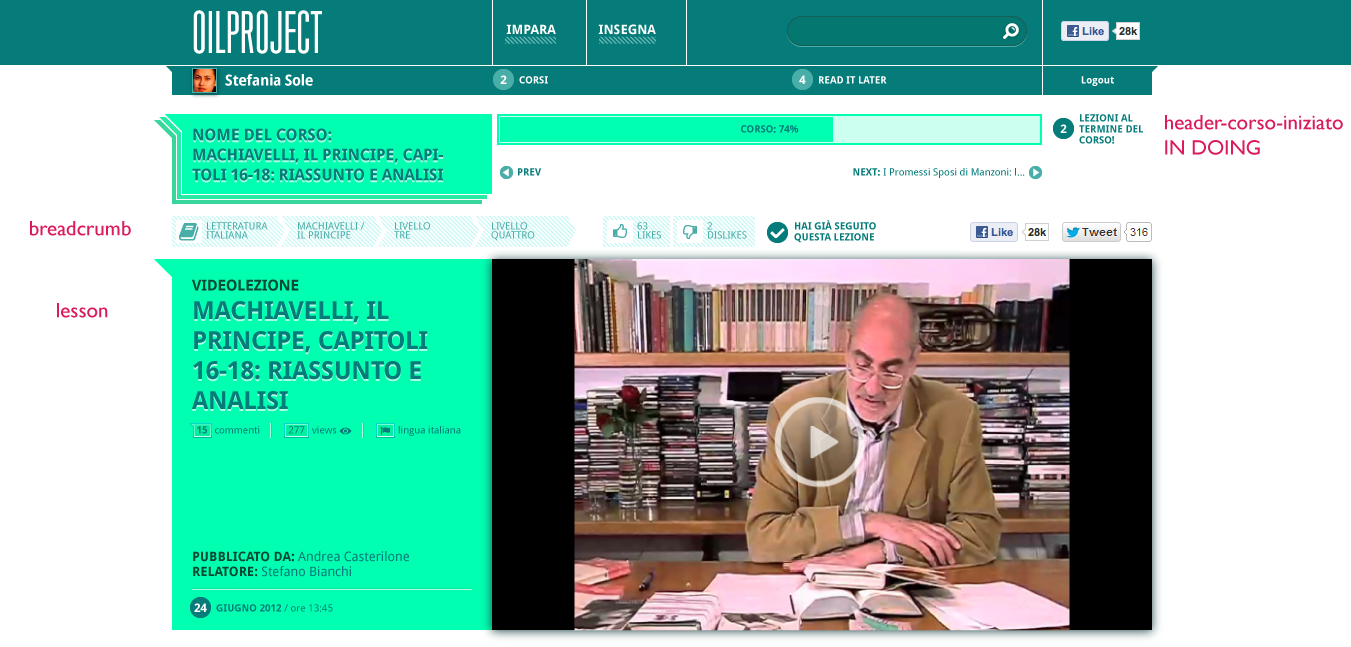 OILPROJECT
IMPARA
INSEGNA
Like
28k
Stefania Sole
2 CORSI
4 READ IT LATER
Logout
NOME DEL CORSO:
MACHIAVELLI, IL PRINCIPE, CAPI-
TOLI 16-18: RIASSUNTO E ANALISI
CORSO: 74%
2
LEZIONI AL
TERMINE DEL
CORSO!
header-corso-iniziato
IN DOING
PREV
NEXT: I Promessi Sposi di Manzoni: l...
breadcrumb
LETTERATURA
ITALIANA
MACHIAVELLI /
IL PRINCIPE
LIVELLO
TRE
LIVELLO
QUATTRO
63
LIKES
2
DISLIKES
HAI GIÀ SEGUITO
QUESTA LEZIONE
Like
28k
Tweet
316
lesson
VIDEOLEZIONE
MACHIAVELLI, IL
PRINCIPE, CAPITOLI
16-18: RIASSUNTO E
ANALISI
15 commenti
277 views
lingua italiana
PUBBLICATO DA: Andrea Casterilone
RELATORE: Stefano Bianchi
24 GIUGNO 2012 / ore 13:45